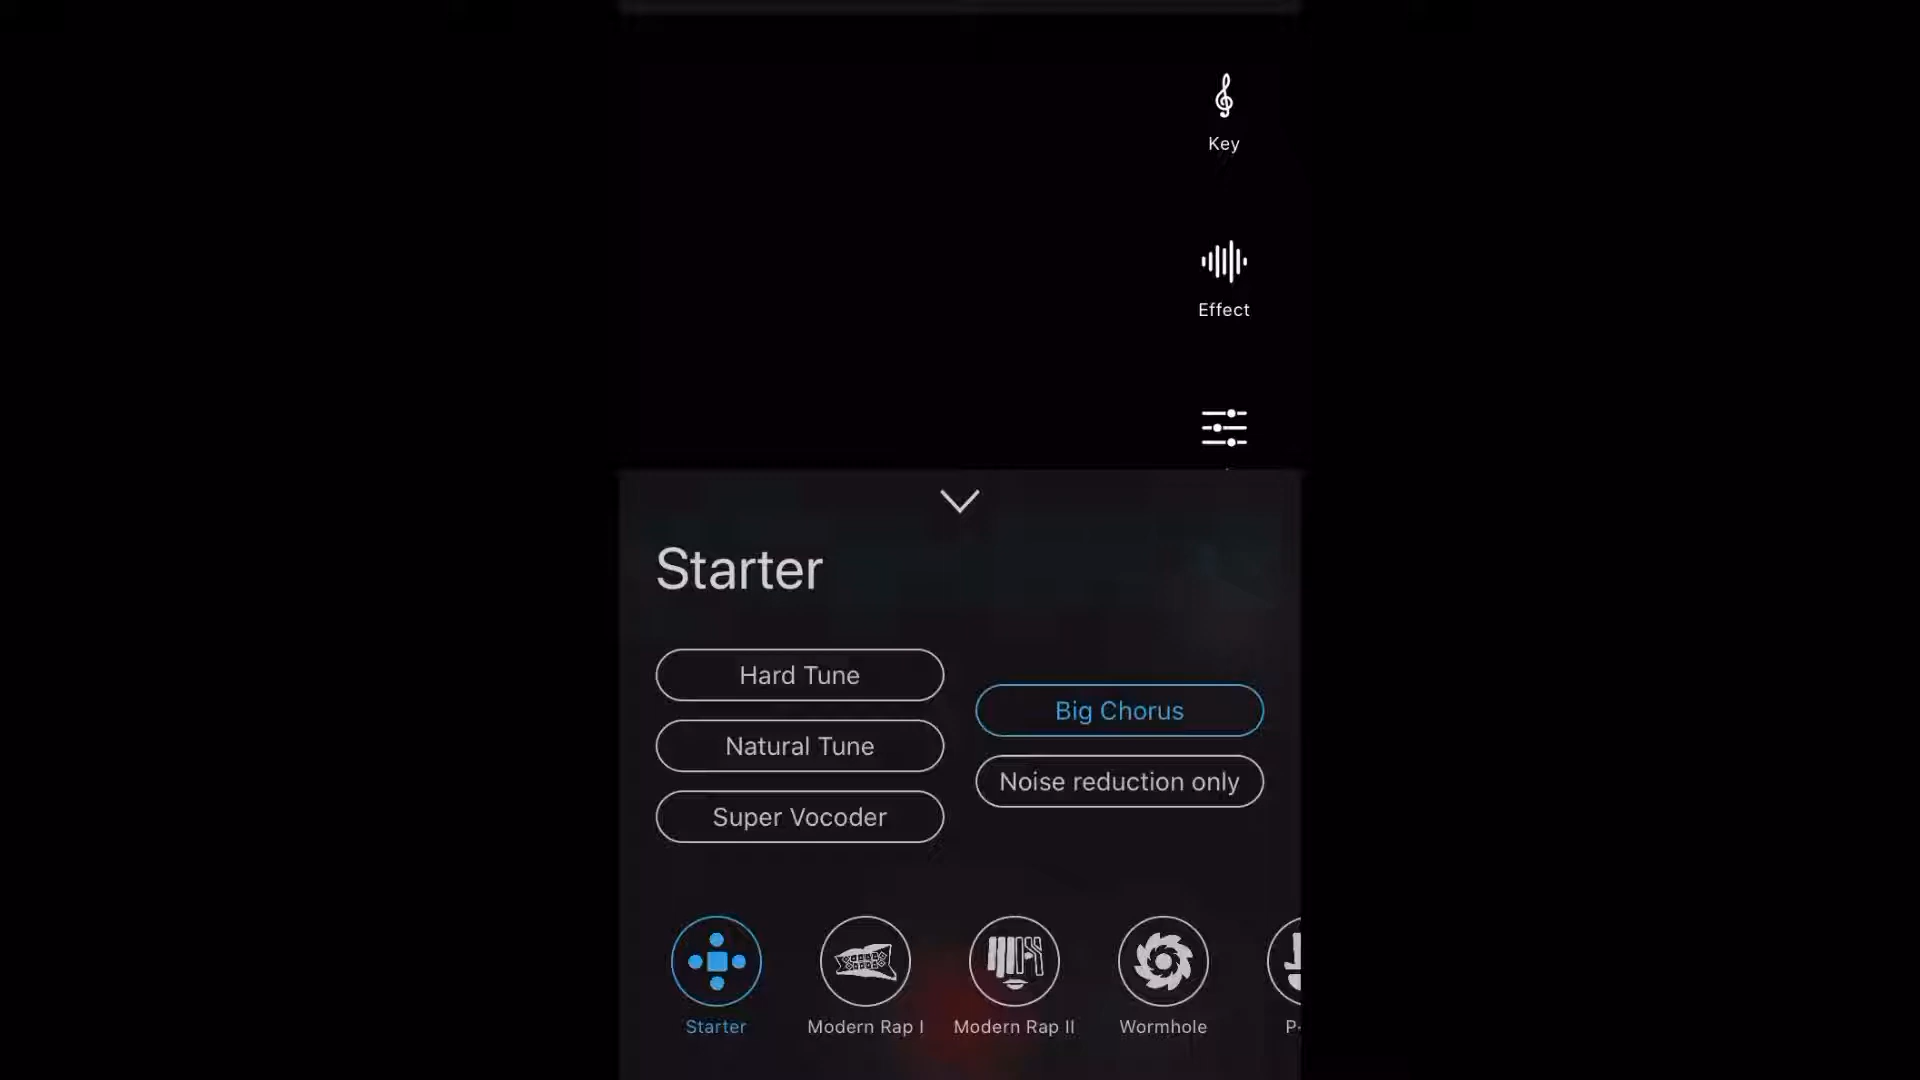 Key
Effect
Starter
Hard Tune
Big Chorus
Natural Tune
Noise reduction only
Super Vocoder
Starter
Modern Rap I
Modern Rap II
Wormhole